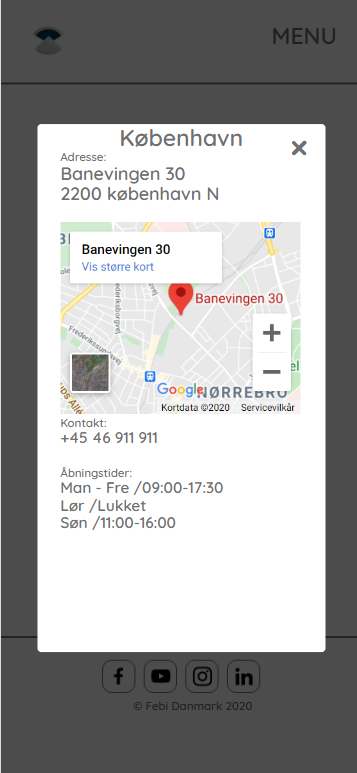 MENU
København
Adresse:
Banevingen 30
2200 københavn N
Banevingen 30
Vis større kort
Banevingen 30
Frederikssundsvej
Google
NØRREBRO
Kortdata ©2020 Servicevilkår
Kontakt:
+45 46 911 911
Åbningstider:
Man - Fre /09:00-17:30
Lør /Lukket
Søn /11:00-16:00
© Febi Danmark 2020